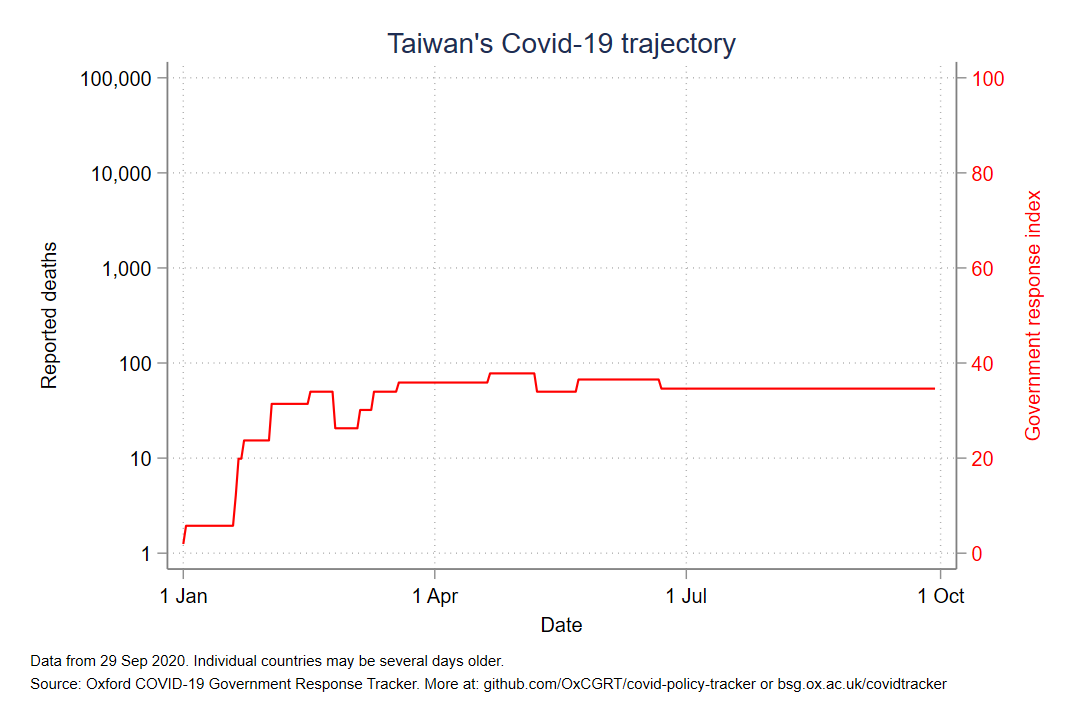 Taiwan's Covid-19 trajectory
100,000
10,000
1,000
100
10
1
Reported deaths
100
80
60
40
20
0
Government response index
1 Jan
1 Apr
1 Jul
1 Oct
Date
Data from 29 Sep 2020. Individual countries may be several days older.
Source: Oxford COVID-19 Government Response Tracker. More at: github.com/OxCGRT/covid-policy-tracker or bsg.ox.ac.uk/covidtracker